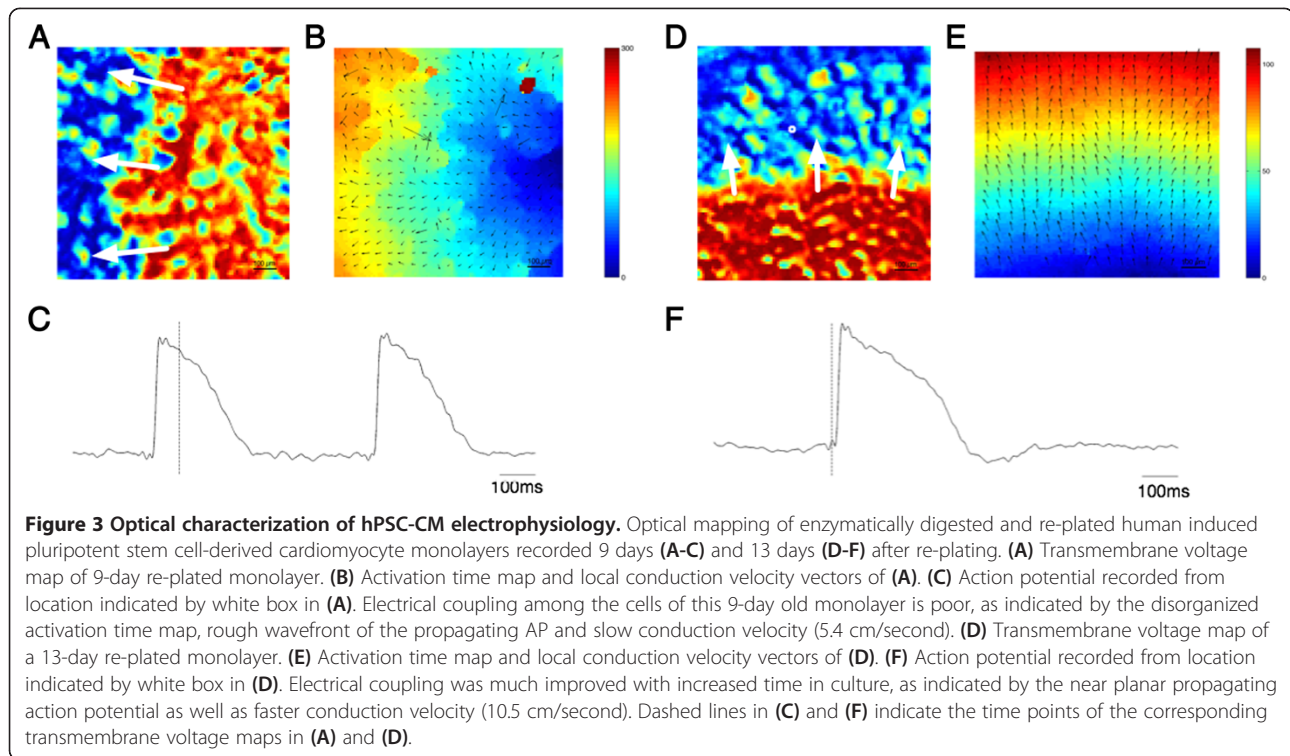 A
B
D
E
300
0
100
50
0
100 µm
100 µm
100 µm
C
F
100ms
100ms
Figure 3 Optical characterization of hPSC-CM electrophysiology. Optical mapping of enzymatically digested and re-plated human induced
pluripotent stem cell-derived cardiomyocyte monolayers recorded 9 days (A-C) and 13 days (D-F) after re-plating. (A) Transmembrane voltage
map of 9-day re-plated monolayer. (B) Activation time map and local conduction velocity vectors of (A). (C) Action potential recorded from
location indicated by white box in (A). Electrical coupling among the cells of this 9-day old monolayer is poor, as indicated by the disorganized
activation time map, rough wavefront of the propagating AP and slow conduction velocity (5.4 cm/second). (D) Transmembrane voltage map of
a 13-day re-plated monolayer. (E) Activation time map and local conduction velocity vectors of (D). (F) Action potential recorded from location
indicated by white box in (D). Electrical coupling was much improved with increased time in culture, as indicated by the near planar propagating
action potential as well as faster conduction velocity (10.5 cm/second). Dashed lines in (C) and (F) indicate the time points of the corresponding
transmembrane voltage maps in (A) and (D).